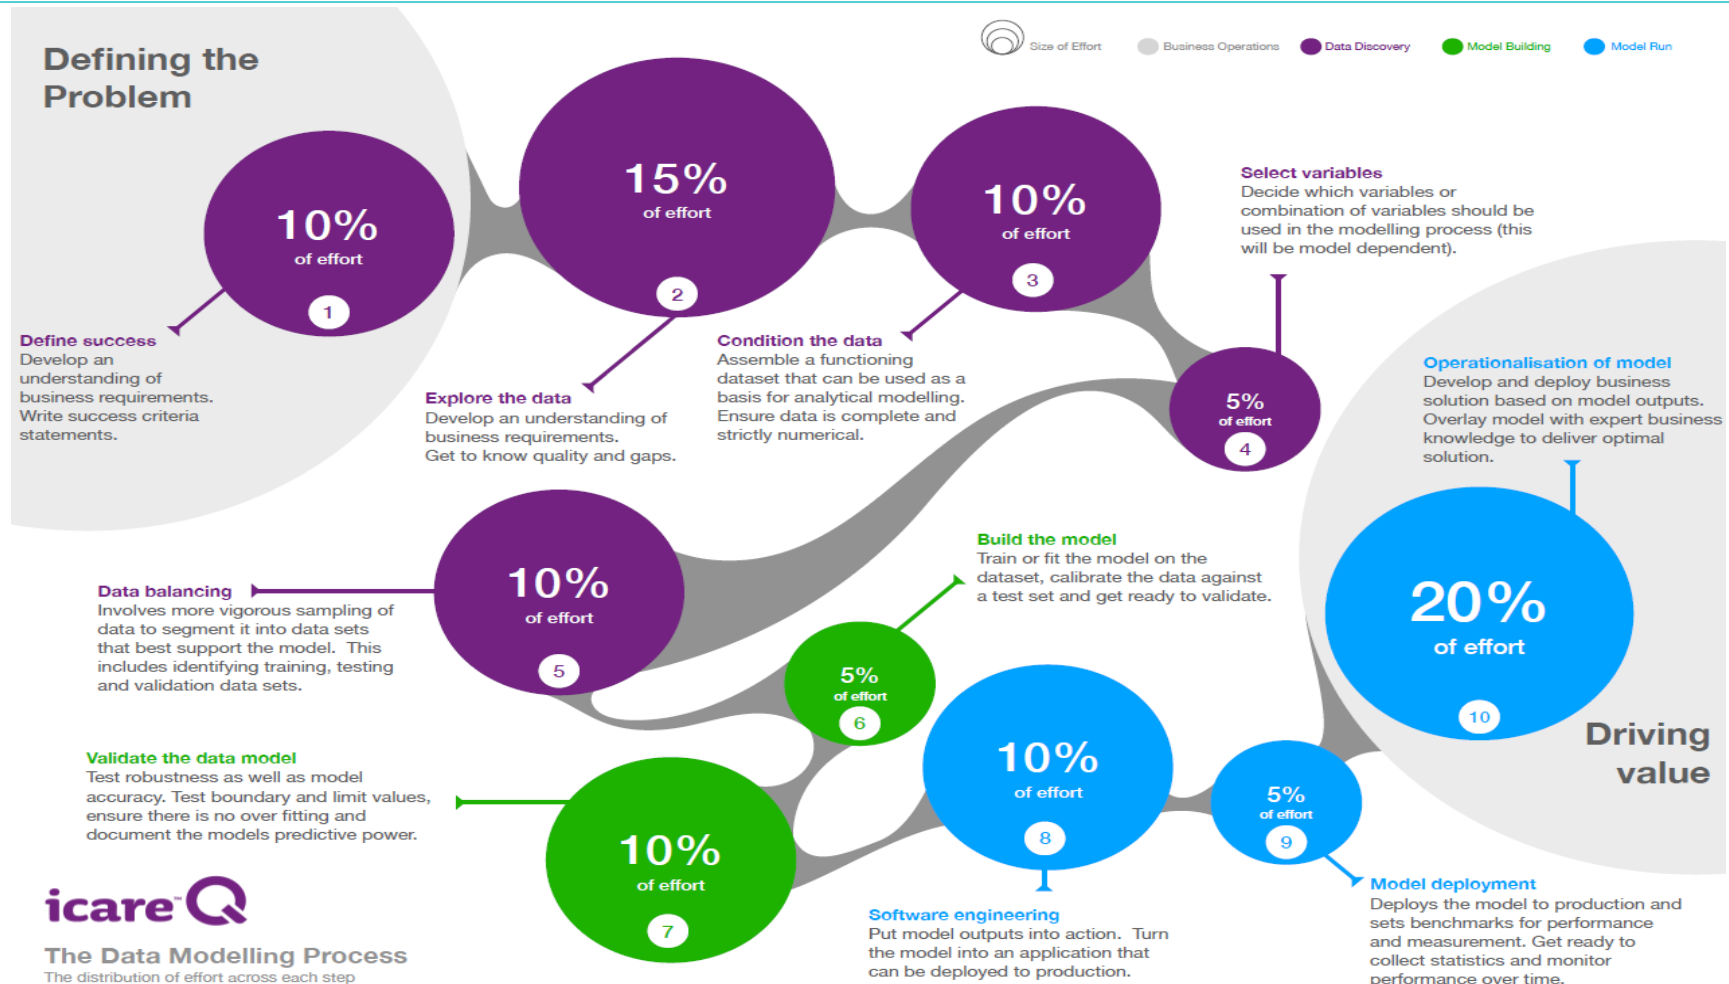 Defining the
Problem
Size of Effort
Business Operations
Data Discovery
Model Building
Model Run
10%
of effort
1
Define success
Develop an
understanding of
business requirements.
Write success criteria
statements.
15%
of effort
2
Explore the data
Develop an understanding of
business requirements.
Get to know quality and gaps.
10%
of effort
3
Condition the data
Assemble a functioning
dataset that can be used as a
basis for analytical modelling.
Ensure data is complete and
strictly numerical.
Select variables
Decide which variables or
combination of variables should be
used in the modelling process (this
will be model dependent).
5%
of effort
4
10%
of effort
5
Data balancing
Involves more vigorous sampling of
data to segment it into data sets
that best support the model. This
includes identifying training, testing
and validation data sets.
Build the model
Train or fit the model on the
dataset, calibrate the data against
a test set and get ready to validate.
5%
of effort
6
Validate the data model
Test robustness as well as model
accuracy. Test boundary and limit values,
ensure there is no over fitting and
document the models predictive power.
10%
of effort
7
10%
of effort
8
Software engineering
Put model outputs into action. Turn
the model into an application that
can be deployed to production.
5%
of effort
9
Model deployment
Deploys the model to production and
sets benchmarks for performance
and measurement. Get ready to
collect statistics and monitor
performance over time.
Operationalisation of model
Develop and deploy business
solution based on model outputs.
Overlay model with expert business
knowledge to deliver optimal
solution.
20%
of effort
10
Driving
value
icare™ Q
The Data Modelling Process
The distribution of effort across each step